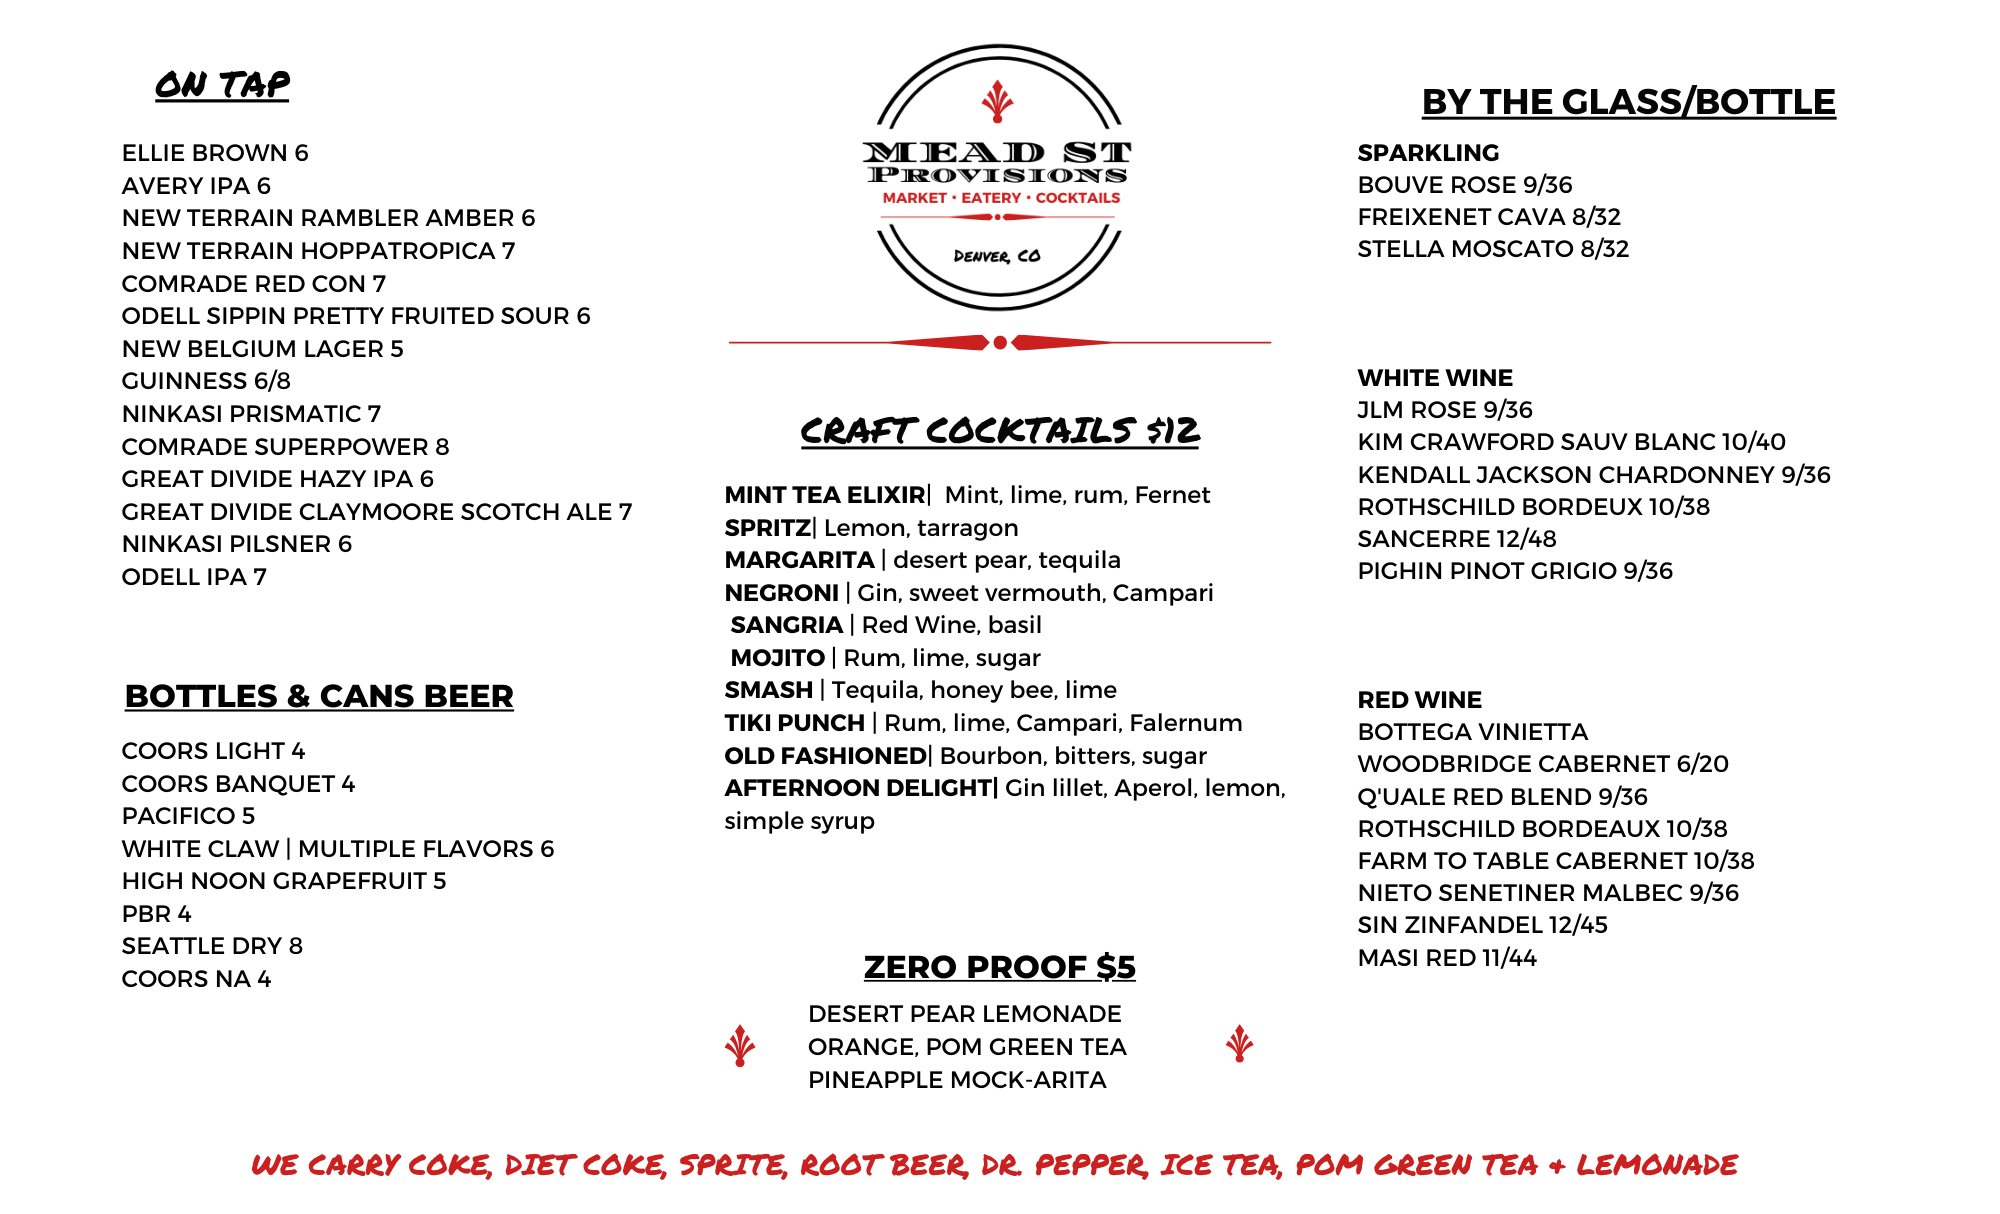 ON TAP
ELLIE BROWN 6
AVERY IPA 6
NEW TERRAIN RAMBLER AMBER 6
NEW TERRAIN HOPPATROPICA 7
COMRADE RED CON 7
ODELL SIPPIN PRETTY FRUITED SOUR 6
NEW BELGIUM LAGER 5
GUINNESS 6/8
NINKASI PRISMATIC 7
COMRADE SUPERPOWER 8
GREAT DIVIDE HAZY IPA 6
GREAT DIVIDE CLAYMOORE SCOTCH ALE 7
NINKASI PILSNER 6
ODELL IPA 7
BOTTLES & CANS BEER
COORS LIGHT 4
COORS BANQUET 4
PACIFICO 5
WHITE CLAW | MULTIPLE FLAVORS 6
HIGH NOON GRAPEFRUIT 5
PBR 4
SEATTLE DRY 8
COORS NA 4
MEAD ST
PROVISIONS
MARKET • EATERY • COCKTAILS
DENVER, CO
CRAFT COCKTAILS $12
MINT TEA ELIXIR| Mint, lime, rum, Fernet
SPRITZ| Lemon, tarragon
MARGARITA | desert pear, tequila
NEGRONI | Gin, sweet vermouth, Campari
SANGRIA | Red Wine, basil
MOJITO | Rum, lime, sugar
SMASH | Tequila, honey bee, lime
TIKI PUNCH | Rum, lime, Campari, Falernum
OLD FASHIONED| Bourbon, bitters, sugar
AFTERNOON DELIGHT| Gin lillet, Aperol, lemon,
simple syrup
ZERO PROOF $5
DESERT PEAR LEMONADE
ORANGE, POM GREEN TEA
PINEAPPLE MOCK-ARITA
BY THE GLASS/BOTTLE
SPARKLING
BOUVE ROSE 9/36
FREIXENET CAVA 8/32
STELLA MOSCATO 8/32
WHITE WINE
JLM ROSE 9/36
KIM CRAWFORD SAUV BLANC 10/40
KENDALL JACKSON CHARDONNEY 9/36
ROTHSCHILD BORDEUX 10/38
SANCERRE 12/48
PIGHIN PINOT GRIGIO 9/36
RED WINE
BOTTEGA VINIETTA
WOODBRIDGE CABERNET 6/20
Q'UALE RED BLEND 9/36
ROTHSCHILD BORDEAUX 10/38
FARM TO TABLE CABERNET 10/38
NIETO SENETINER MALBEC 9/36
SIN ZINFANDEL 12/45
MASI RED 11/44
WE CARRY COKE, DIET COKE, SPRITE, ROOT BEER, DR. PEPPER, ICE TEA, POM GREEN TEA + LEMONADE